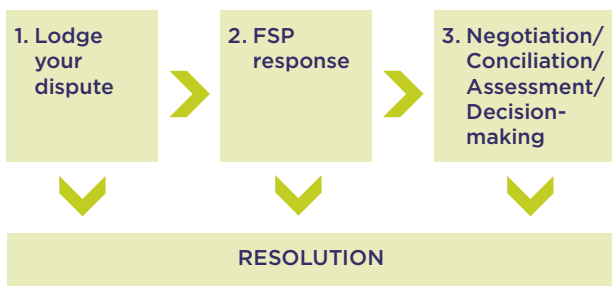 1. Lodge
your
dispute
2. FSP
response
3. Negotiation/
Conciliation/
Assessment/
Decision-
making
RESOLUTION